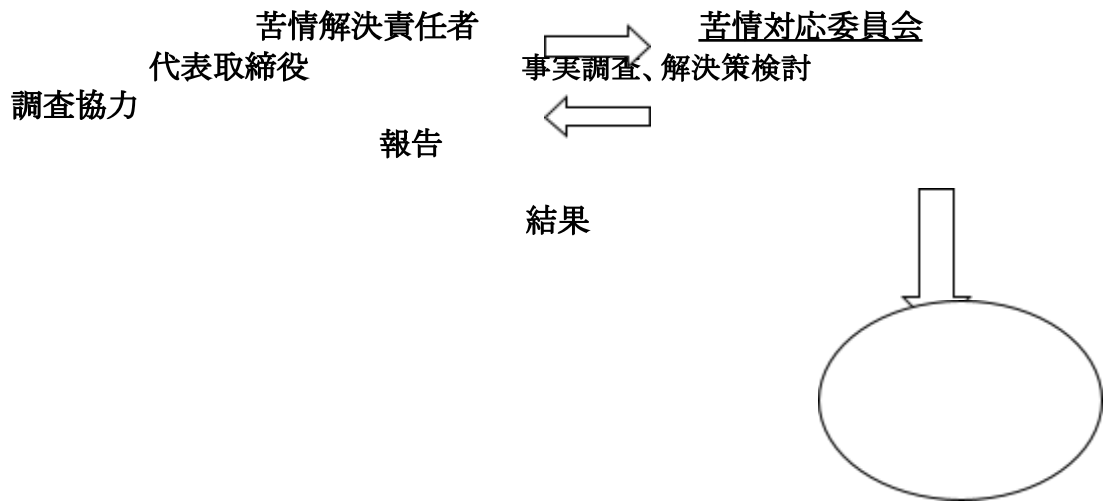 苦情解決責任者 苦情対応委員会
代表取締役 事実調査、解決策検討
調査協力
報告
結果